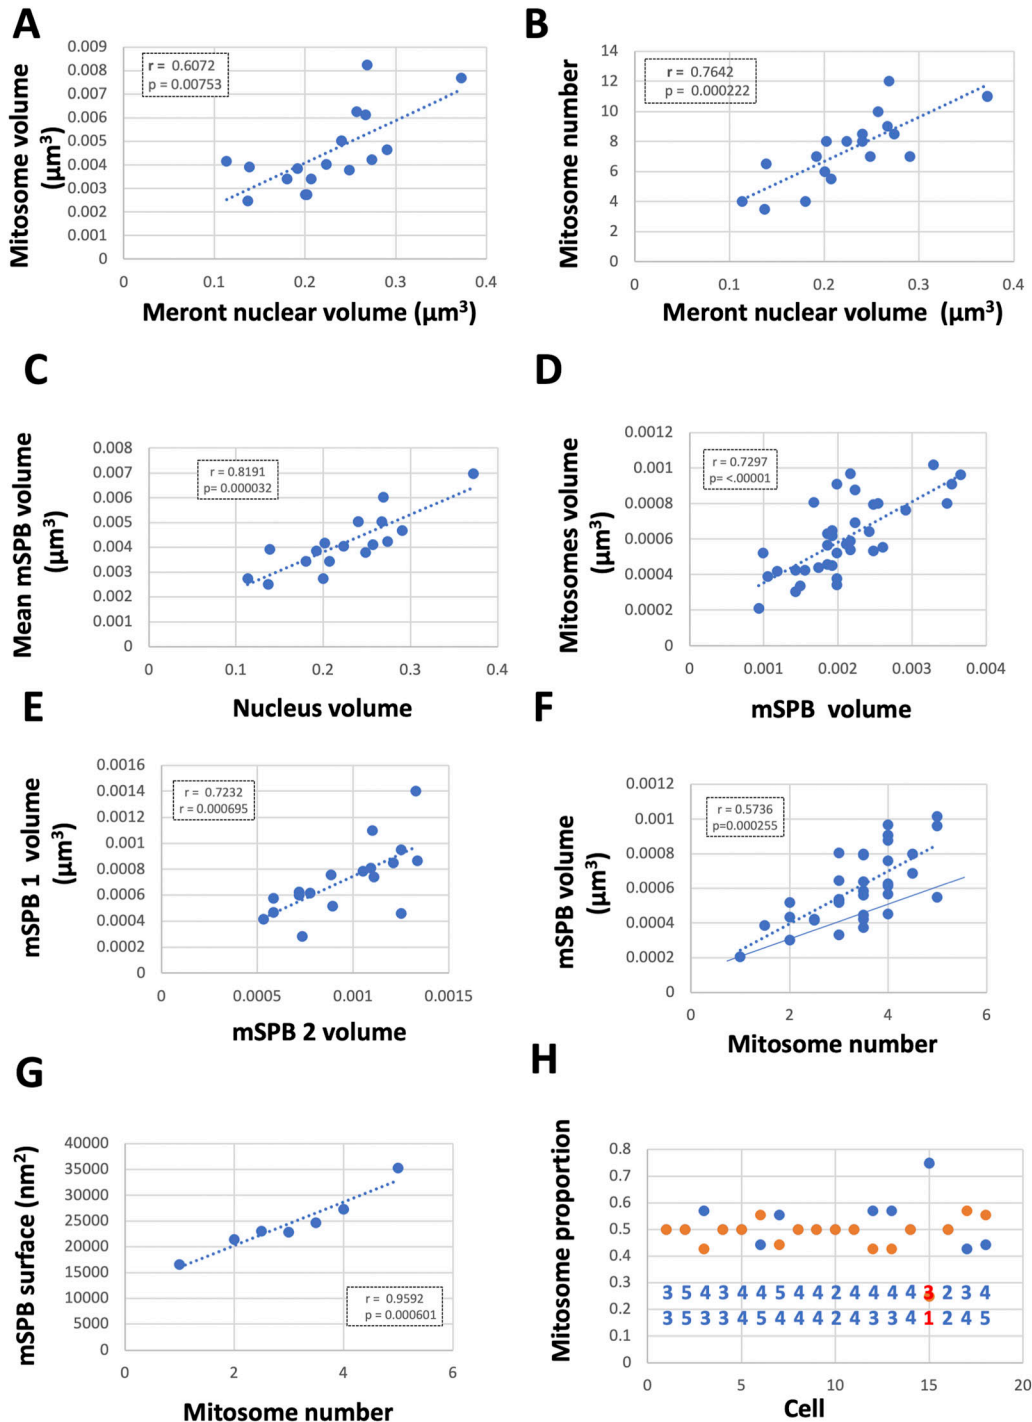 A
Mitosome volume
(µm³)
0.009
0.008
0.007
0.006
0.005
0.004
0.003
0.002
0.001
0
r = 0.6072
p = 0.00753
0 0.1 0.2 0.3 0.4
Meront nuclear volume (µm³)
B
Mitosome number
14
12
10
8
6
4
2
0
r = 0.7642
p = 0.000222
0 0.1 0.2 0.3 0.4
Meront nuclear volume (µm³)
C
Mean mSPB volume
(µm³)
0.008
0.007
0.006
0.005
0.004
0.003
0.002
0.001
0
r = 0.8191
p= 0.000032
0 0.1 0.2 0.3 0.4
Nucleus volume
D
Mitosomes volume
(µm³)
0.0012
0.001
0.0008
0.0006
0.0004
0.0002
0
r = 0.7297
p= <.00001
0 0.001 0.002 0.003 0.004
mSPB volume
E
mSPB 1 volume
(µm³)
0.0016
0.0014
0.0012
0.001
0.0008
0.0006
0.0004
0.0002
0
r = 0.7232
r = 0.000695
0 0.0005 0.001 0.0015
mSPB 2 volume
F
mSPB volume
(µm³)
0.0012
0.001
0.0008
0.0006
0.0004
0.0002
0
r = 0.5736
p=0.000255
0 2 4 6
Mitosome number
G
mSPB surface (nm²)
40000
35000
30000
25000
20000
15000
10000
5000
0
r = 0.9592
p = 0.000601
0 2 4 6
Mitosome number
H
Mitosome proportion
0.8
0.7
0.6
0.5
0.4
0.3
0.2
0.1
0
3 5 4 3 4 4 5 4 4 2 4 4 4 4 3 2 3 4
3 5 3 3 4 5 4 4 4 2 4 3 3 4 1 2 4 5
0 5 10 15 20
Cell